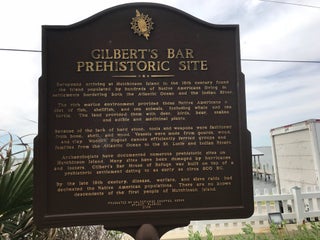 GILBERT'S BAR
PREHISTORIC SITE
Europeans arriving at Hutchinson Island in the 16th century found
the island populated by hundreds of Native Americans living in
settlements bordering both the Atlantic Ocean and the Indian River.
The rich marine environment provided these Native Americans a
diet of fish, shellfish, and sea animals, including whale and sea
turtle. The land provided them with deer, birds, bear, snakes
and edible and medicinal plants.
Because of the lack of hard stone, tools and weapons were fashioned
from bone, shell, and wood. Vessels were made from gourds, wood,
and clay. Wooden dugout canoes efficiently ferried goods and
families from the Atlantic Ocean to the St. Lucie and Indian Rivers.
Archaeologists have documented numerous prehistoric sites on
Hutchinson Island. Many sites have been damaged by hurricanes
and looters. Gilbert's Bar House of Refuge was built on top of a
prehistoric settlement dating to as early as circa 800 BC.
By the late 18th century, disease, warfare, and slave raids had
decimated the Native American populations. There are no known
descendants of the first people of Hutchinson Island.